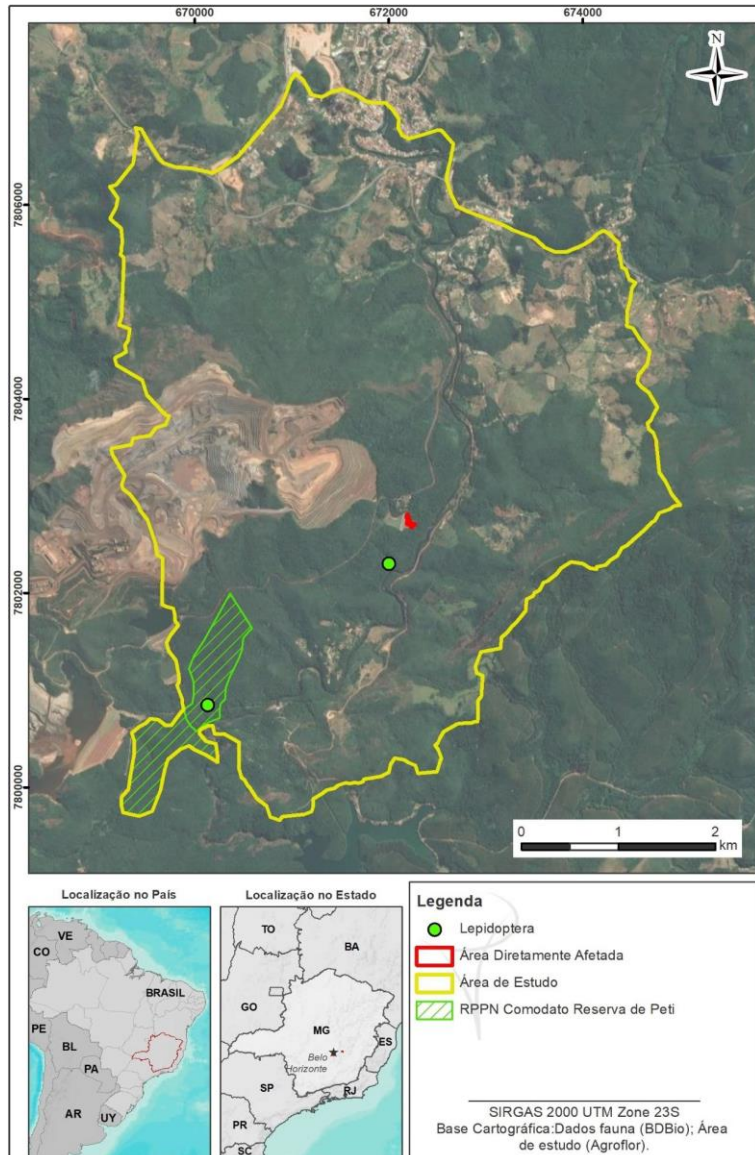 670000
672000
674000
N
7806000
7804000
7802000
7800000
0
1
2
km
Localização no País
VE
CO
BRASIL
PE
BL
PA
AR
UY
Localização no Estado
TO
BA
GO
MG
ES
Belo
Horizonte
SP
RJ
PR
SC
Legenda
Lepidoptera
Área Diretamente Afetada
Área de Estudo
RPPN Comodato Reserva de Peti
SIRGAS 2000 UTM Zone 23S
Base Cartográfica:Dados fauna (BDBio); Área
de estudo (Agroflor).